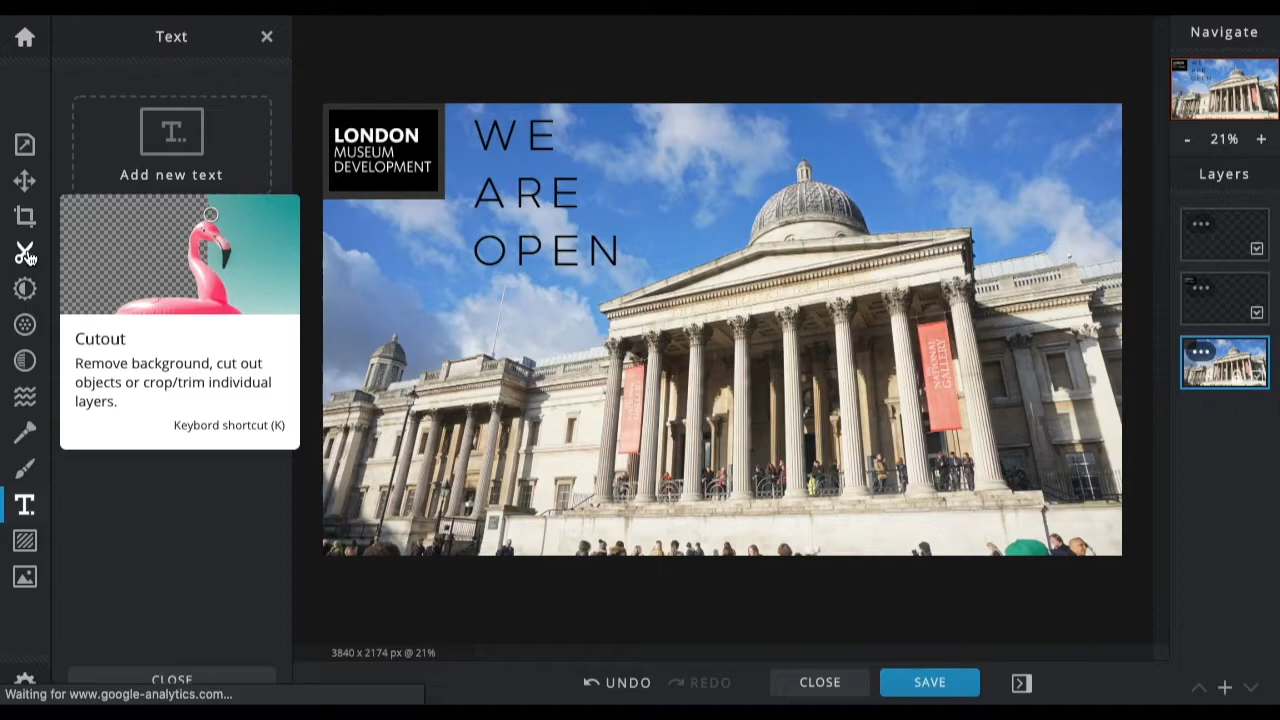 Text
Navigate
T..
Add new text
LONDON
MUSEUM
DEVELOPMENT
WE
ARE
OPEN
- 21% +
Layers
Cutout
Remove background, cut out
objects or crop/trim individual
layers.
Keybord shortcut (K)
NATIONAL
GALLERY
T.
3840 x 2174 px @ 21%
CLOSE
UNDO
REDO
CLOSE
SAVE
Waiting for www.google-analytics.com...